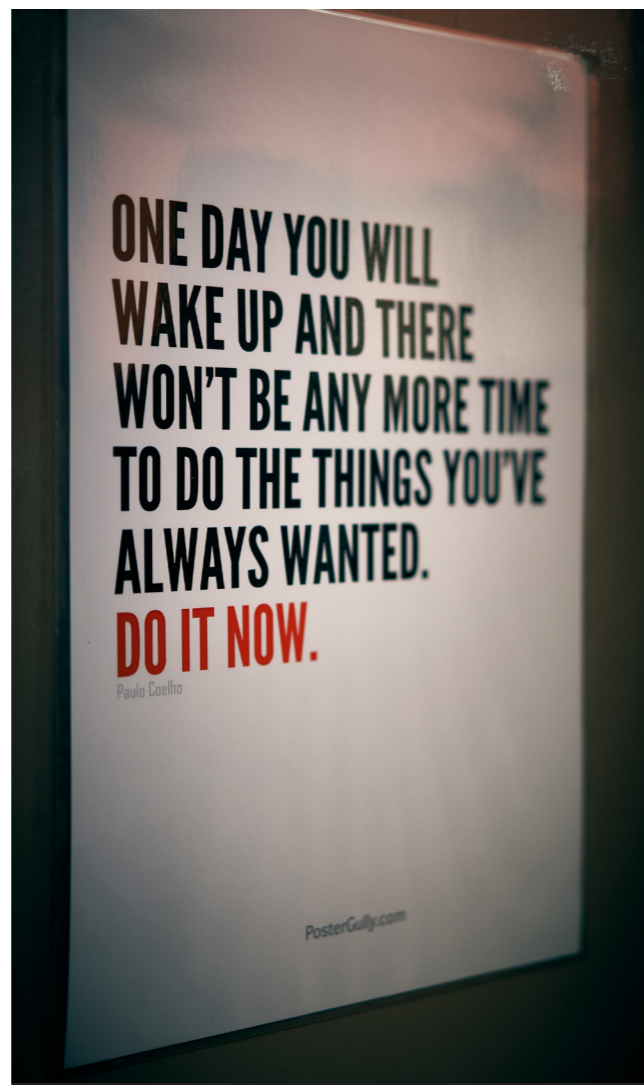 ONE DAY YOU WILL
WAKE UP AND THERE
WON'T BE ANY MORE TIME
TO DO THE THINGS YOU'VE
ALWAYS WANTED.
DO IT NOW.
Paulo Coelho
PosterGully.com